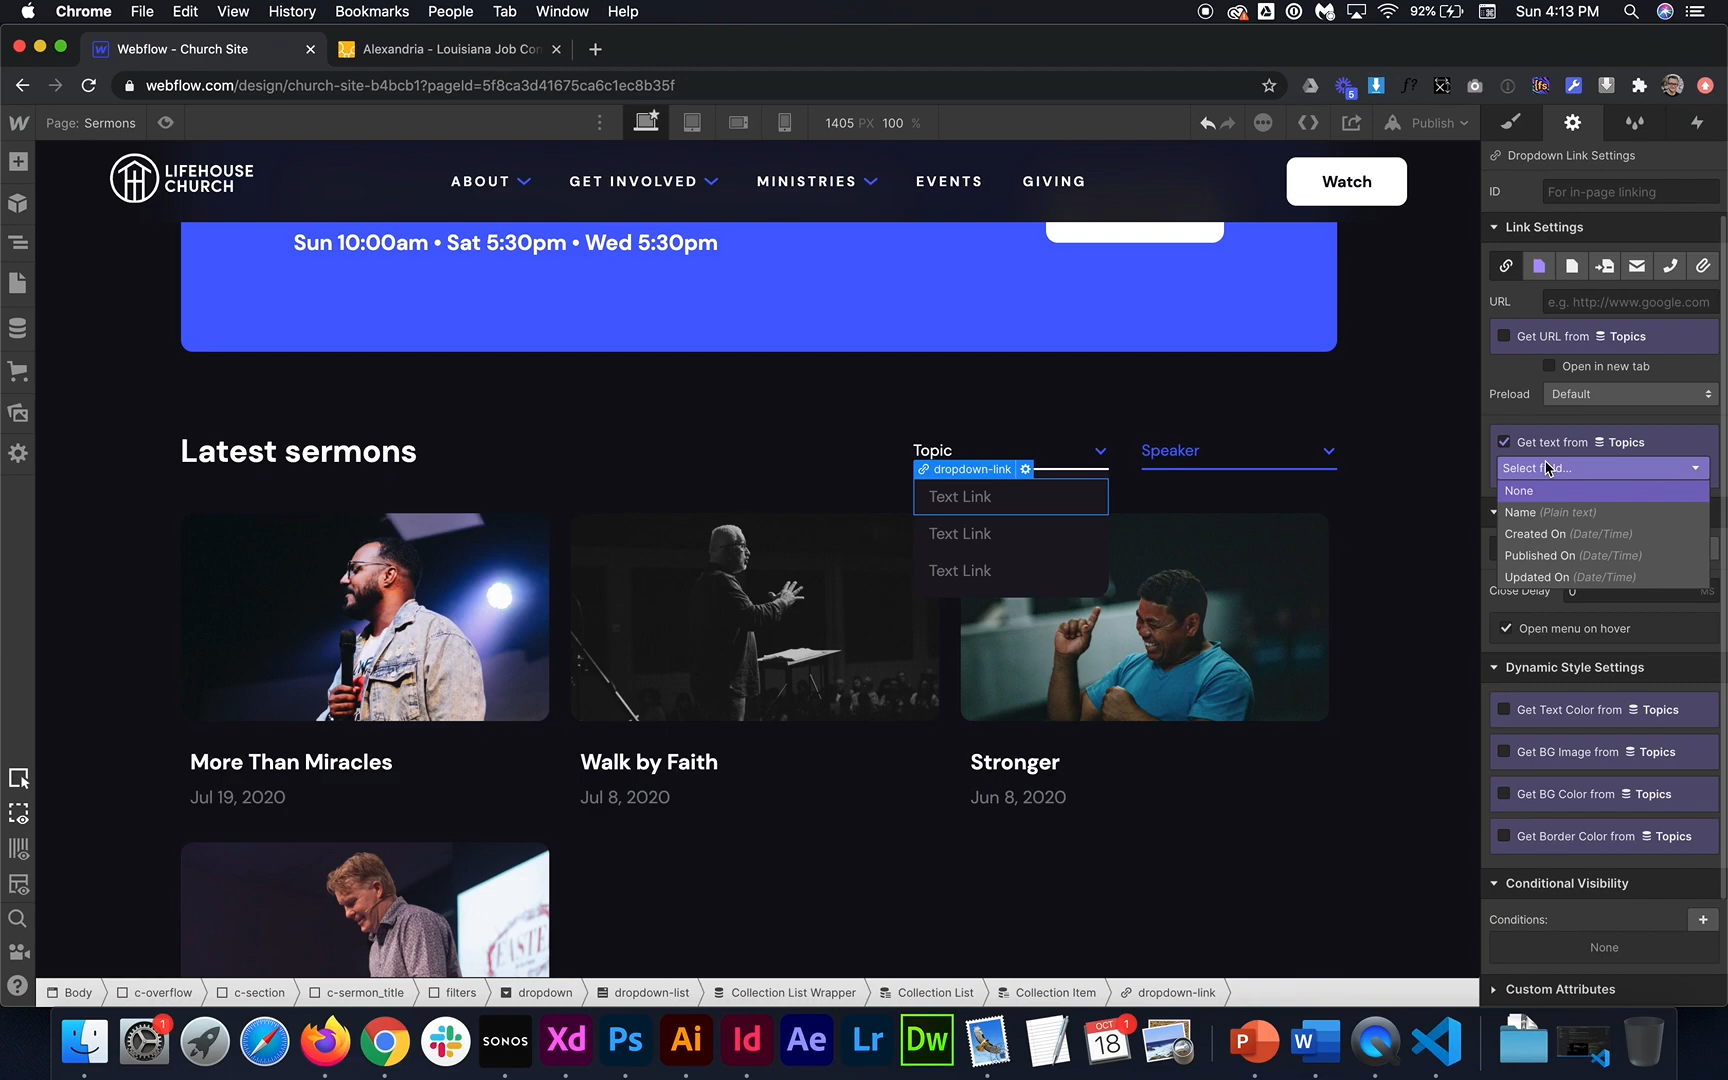 Chrome File Edit View History Bookmarks People Tab Window Help
92% Sun 4:13 PM
Webflow - Church Site
Alexandria - Louisiana Job Con
webflow.com/design/church-site-b4bcb1?pageId=5f8ca3d41675ca6c1ec8b35f
5
Page: Sermons
1405 PX 100 %
Publish
LIFEHOUSE
CHURCH
ABOUT GET INVOLVED MINISTRIES EVENTS GIVING
Watch
Sun 10:00am • Sat 5:30pm • Wed 5:30pm
Latest sermons
Topic
Speaker
dropdown-link
Text Link
Text Link
Text Link
More Than Miracles
Jul 19, 2020
Walk by Faith
Jul 8, 2020
Stronger
Jun 8, 2020
Dropdown Link Settings
ID For in-page linking
Link Settings
URL e.g. http://www.google.com
Get URL from Topics
Open in new tab
Preload Default
Get text from Topics
None
Name (Plain text)
Created On (Date/Time)
Published On (Date/Time)
Updated On (Date/Time)
Close Delay 0 MS
Open menu on hover
Dynamic Style Settings
Get Text Color from Topics
Get BG Image from Topics
Get BG Color from Topics
Get Border Color from Topics
Conditional Visibility
Conditions:
None
Custom Attributes
Body c-overflow c-section c-sermon_title filters dropdown dropdown-list Collection List Wrapper Collection List Collection Item dropdown-link
1
SONOS
Xd Ps Ai Id Ae Lr Dw
OCT 1
18
P W